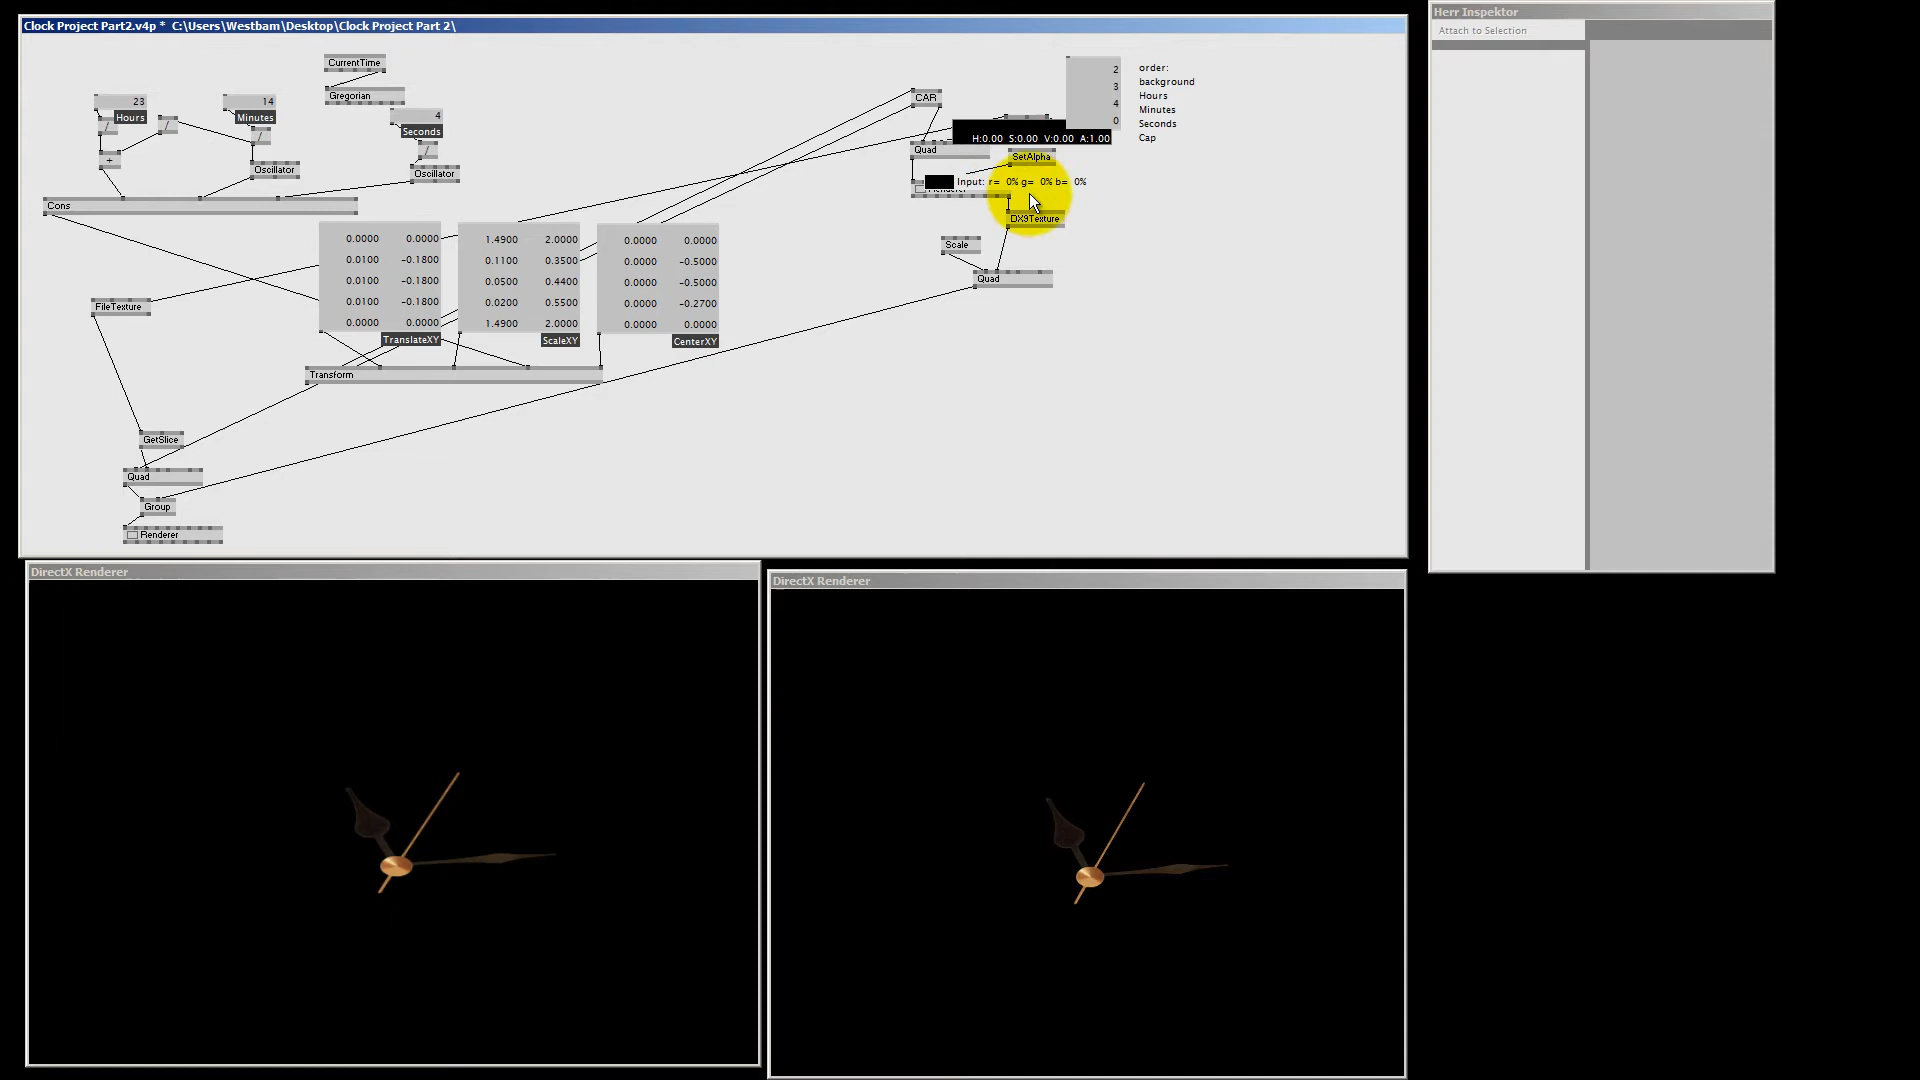 Clock Project Part2.v4p * C:\Users\Westbam\Desktop\Clock Project Part 2\
Herr Inspektor
Attach to Selection
CurrentTime
Gregorian
23
Hours
/
/
+
14
Minutes
/
Oscillator
4
Seconds
/
Oscillator
Cons
CAR
2
3
4
0
order:
background
Hours
Minutes
Seconds
Cap
H:0.00 S:0.00 V:0.00 A:1.00
Quad
SetAlpha
Input: r= 0% g= 0% b= 0%
Renderer
DX9Texture
Scale
Quad
FileTexture
0.0000 0.0000
0.0100 -0.1800
0.0100 -0.1800
0.0100 -0.1800
0.0000 0.0000
TranslateXY
1.4900 2.0000
0.1100 0.3500
0.0500 0.4400
0.0200 0.5500
1.4900 2.0000
ScaleXY
0.0000 0.0000
0.0000 -0.5000
0.0000 -0.5000
0.0000 -0.2700
0.0000 0.0000
CenterXY
Transform
GetSlice
Quad
Group
Renderer
DirectX Renderer
DirectX Renderer